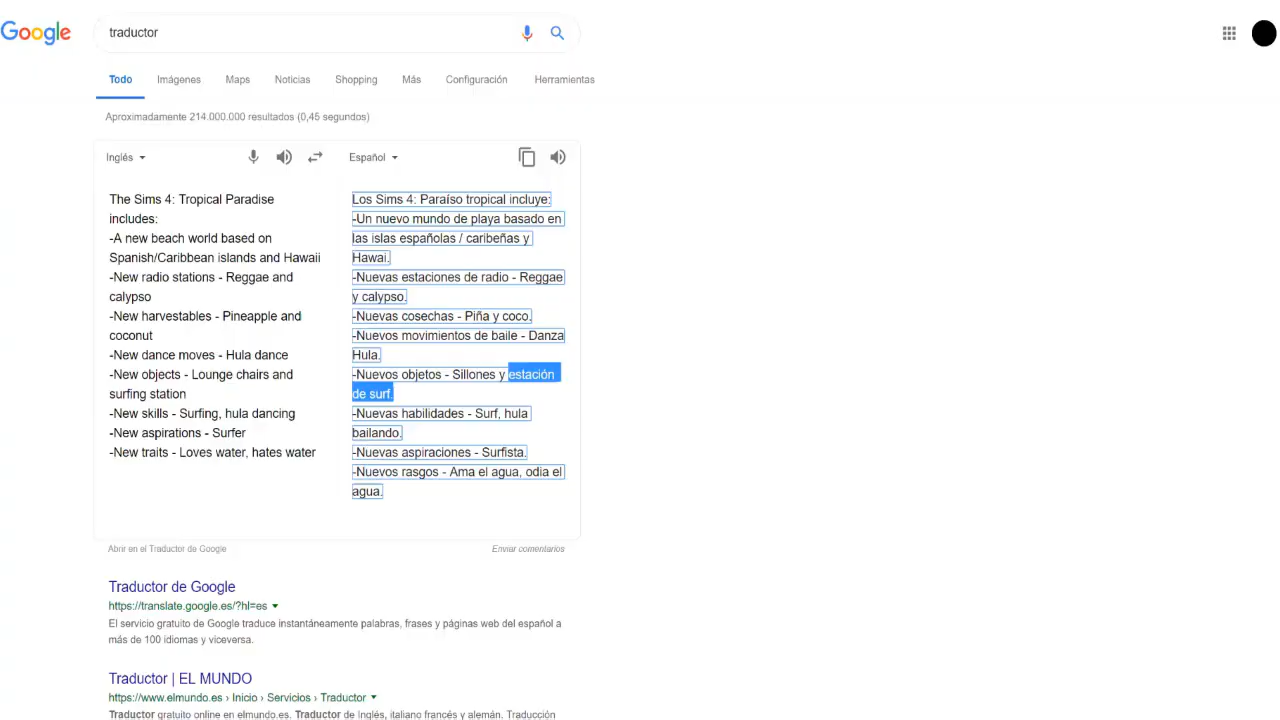 Google
traductor
Todo Imágenes Maps Noticias Shopping Más Configuración Herramientas
Aproximadamente 214.000.000 resultados (0,45 segundos)
Inglés Español
The Sims 4: Tropical Paradise
includes:
-A new beach world based on
Spanish/Caribbean islands and Hawaii
-New radio stations - Reggae and
calypso
-New harvestables - Pineapple and
coconut
-New dance moves - Hula dance
-New objects - Lounge chairs and
surfing station
-New skills - Surfing, hula dancing
-New aspirations - Surfer
-New traits - Loves water, hates water
Los Sims 4: Paraíso tropical incluye:
-Un nuevo mundo de playa basado en
las islas españolas / caribeñas y
Hawai.
-Nuevas estaciones de radio - Reggae
y calypso.
-Nuevas cosechas - Piña y coco.
-Nuevos movimientos de baile - Danza
Hula.
-Nuevos objetos - Sillones y estación
de surf.
-Nuevas habilidades - Surf, hula
bailando.
-Nuevas aspiraciones - Surfista.
-Nuevos rasgos - Ama el agua, odia el
agua.
Abrir en el Traductor de Google Enviar comentarios
Traductor de Google
https://translate.google.es/?hl=es
El servicio gratuito de Google traduce instantáneamente palabras, frases y páginas web del español a
más de 100 idiomas y viceversa.
Traductor | EL MUNDO
https://www.elmundo.es › Inicio › Servicios › Traductor
Traductor gratuito online en elmundo.es. Traductor de Inglés, italiano francés y alemán. Traducción